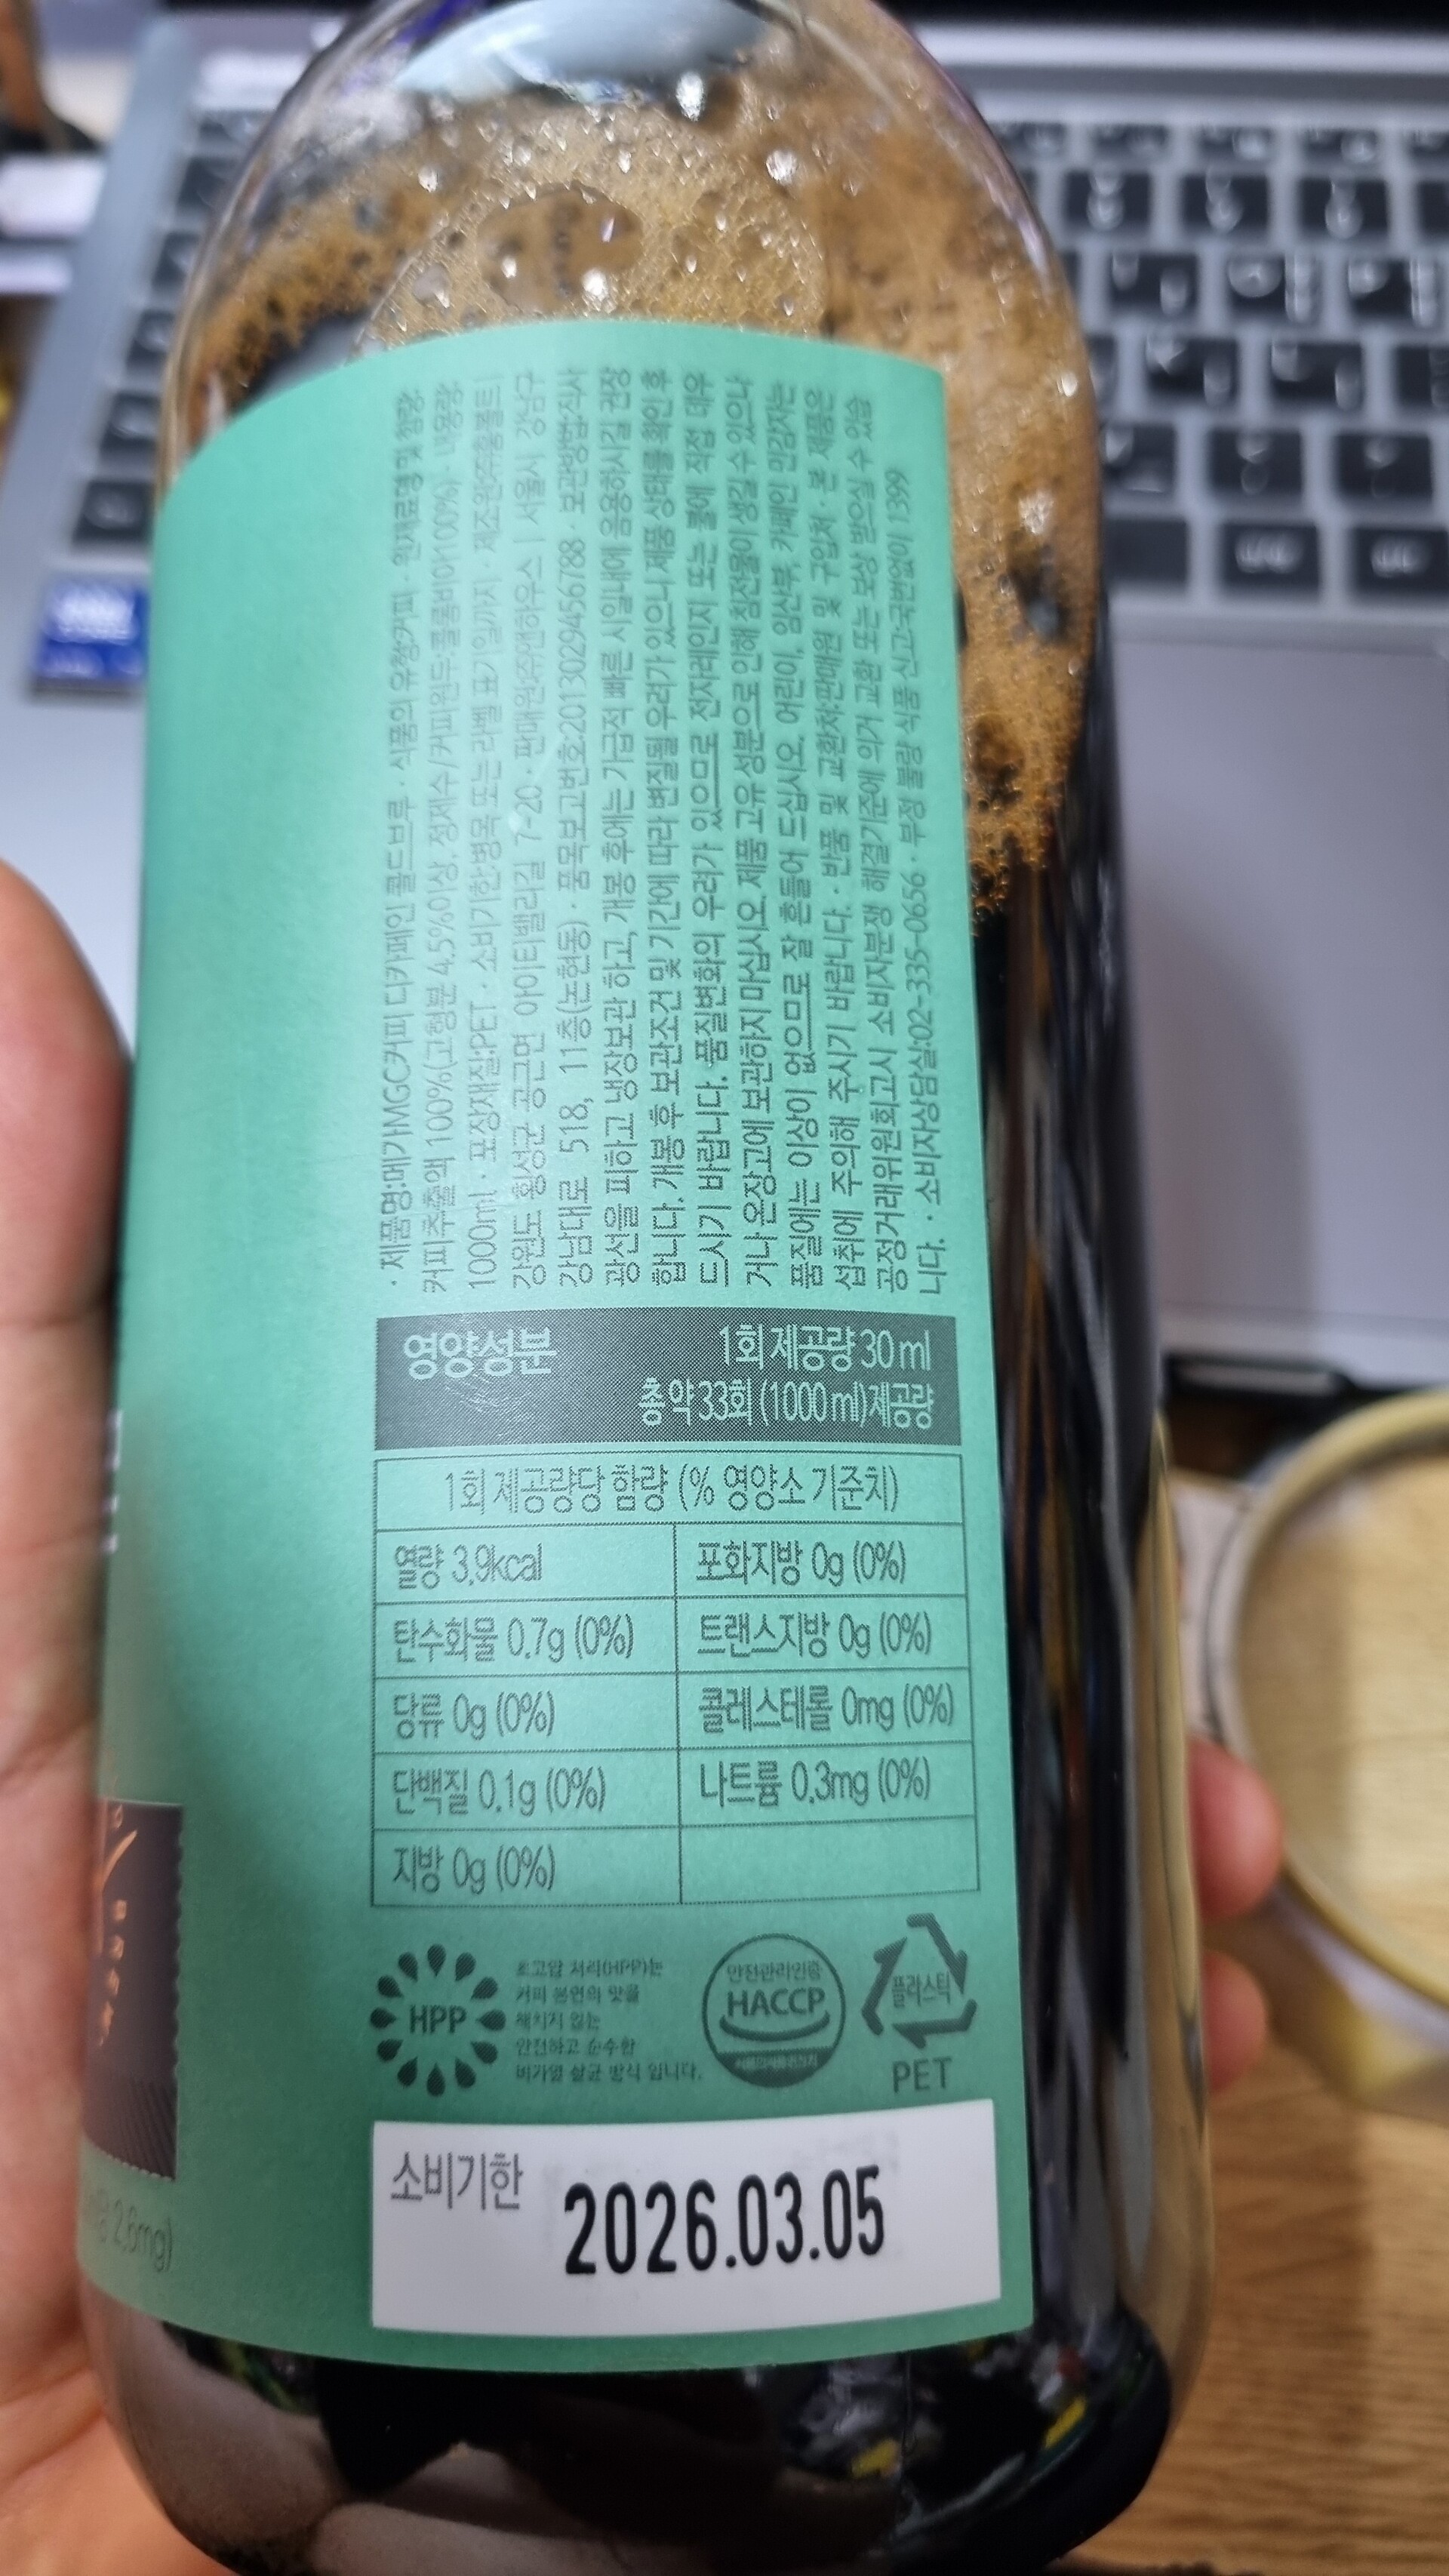 · 제품명:메가MGC커피 디카페인 콜드브루 · 식품의 유형:커피 · 원재료명 및 함량:
커피추출액 100%(고형분 4.5%이상, 정제수/커피원두:콜롬비아100%) · 내용량:
1000ml · 포장재질:PET · 소비기한:병목 또는 라벨 표기일까지 · 제조원:㈜흥폴트|
강원도 횡성군 공근면 아이티밸리길 7-20 · 판매원:㈜앤하우스 | 서울시 강남구
강남대로 518, 11층(논현동) · 품목보고번호:2013029456788 · 보관방법:직사
광선을 피하고 냉장보관 하고, 개봉 후에는 가급적 빠른 시일내에 음용하시길 권장
합니다. 개봉 후 보관조건 및 기간에 따라 변질될 우려가 있으니 제품 상태를 확인 후
드시기 바랍니다. 품질변화의 우려가 있으므로 전자레인지 또는 불에 직접 데우
거나 온장고에 보관하지 마십시오. 제품 고유 성분으로 인해 침전물이 생길 수 있으나
품질에는 이상이 없으므로 잘 흔들어 드십시오. 어린이, 임산부, 카페인 민감자는
섭취에 주의해 주시기 바랍니다. · 반품 및 교환처:판매원 및 구입처 · 본 제품은
공정거래위원회고시 소비자분쟁 해결기준에 의거 교환 또는 보상 받으실 수 있습
니다. · 소비자상담실:02-335-0656 · 부정 불량 식품 신고:국번없이 1399
영양성분 1회 제공량 30 ml
총 약 33회 (1000 ml)제공량
1회 제공량당 함량 (% 영양소 기준치)
열량 3.9kcal 포화지방 0g (0%)
탄수화물 0.7g (0%) 트랜스지방 0g (0%)
당류 0g (0%) 콜레스테롤 0mg (0%)
단백질 0.1g (0%) 나트륨 0.3mg (0%)
지방 0g (0%)
HPP
초고압 처리(HPP)는
커피 본연의 맛을
해치지 않는
안전하고 순수한
비가열 살균 방식 입니다.
안전관리인증
HACCP
플라스틱
PET
2.6mg)
소비기한 2026.03.05